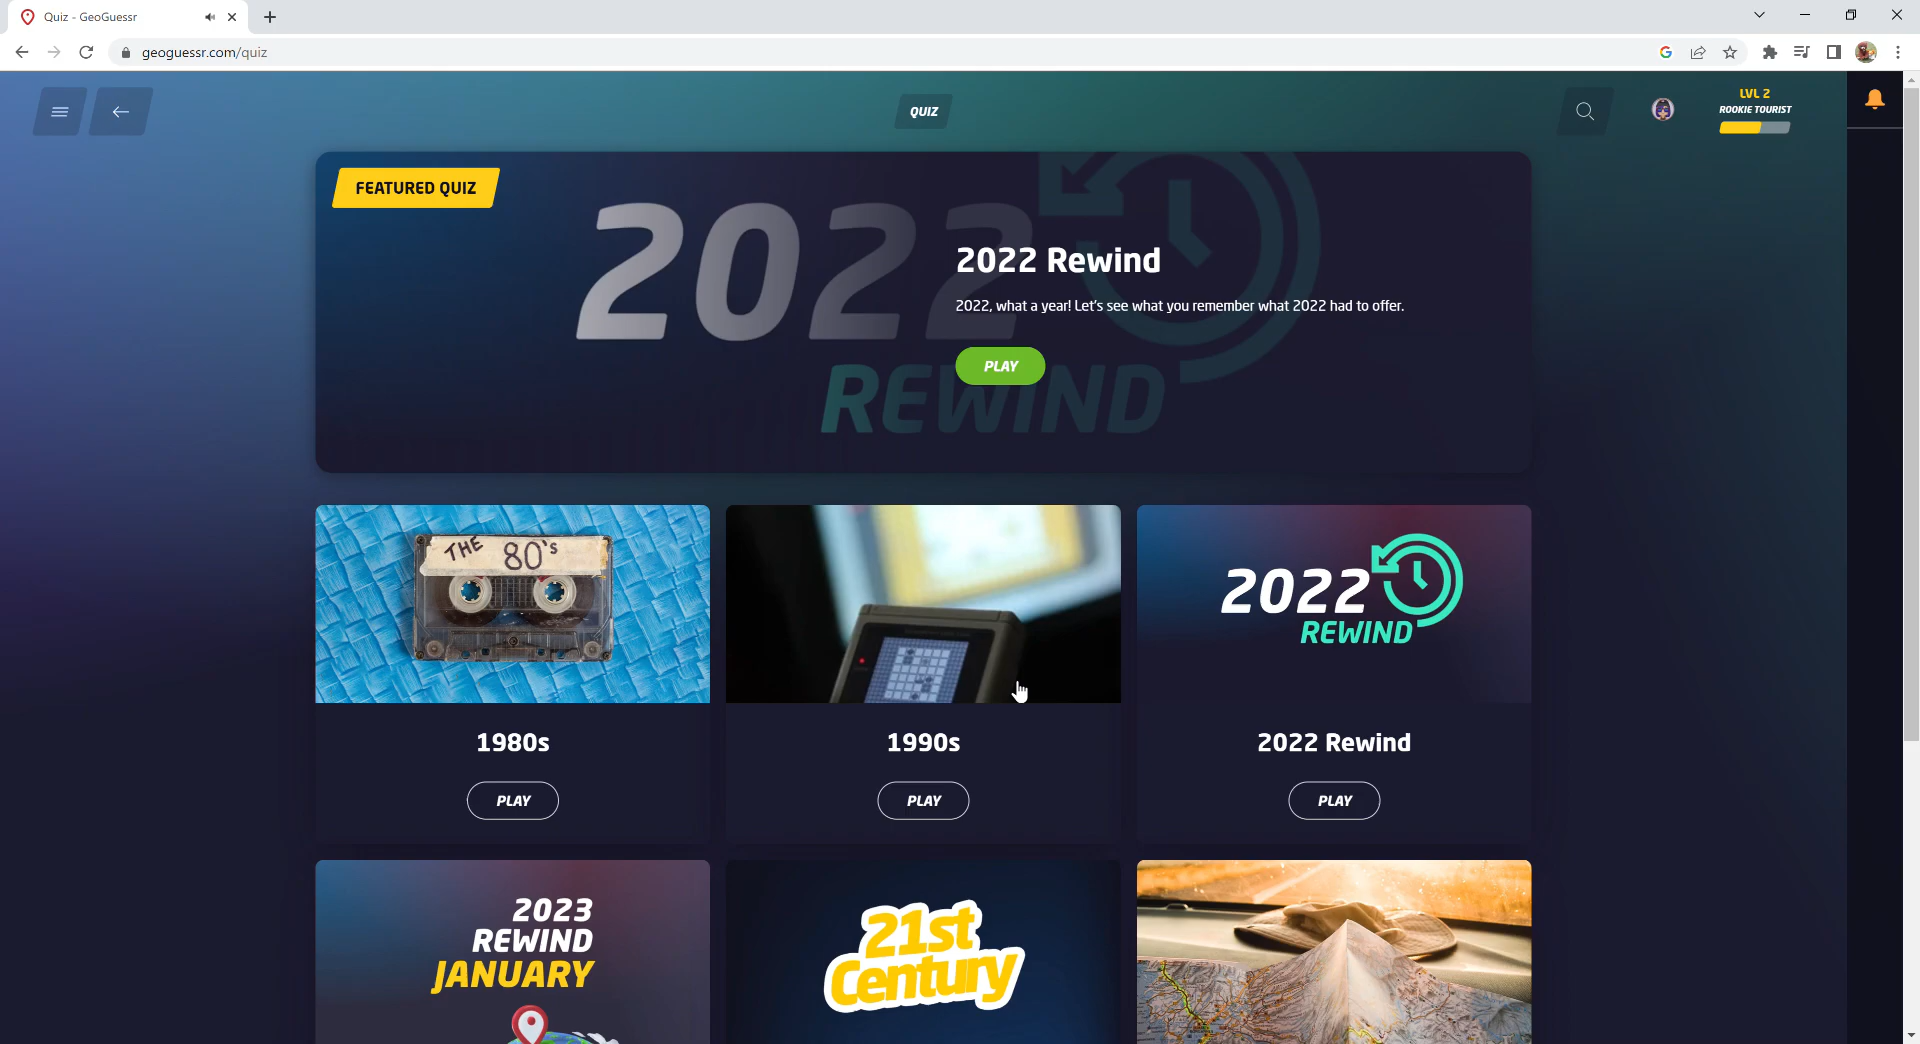 Quiz - GeoGuessr
geoguessr.com/quiz
QUIZ
LVL 2
ROOKIE TOURIST
FEATURED QUIZ
2022
REWIND
2022 Rewind
2022, what a year! Let's see what you remember what 2022 had to offer.
PLAY
THE 80's
2022
REWIND
1980s
1990s
2022 Rewind
PLAY
PLAY
PLAY
2023
REWIND
JANUARY
21st
Century